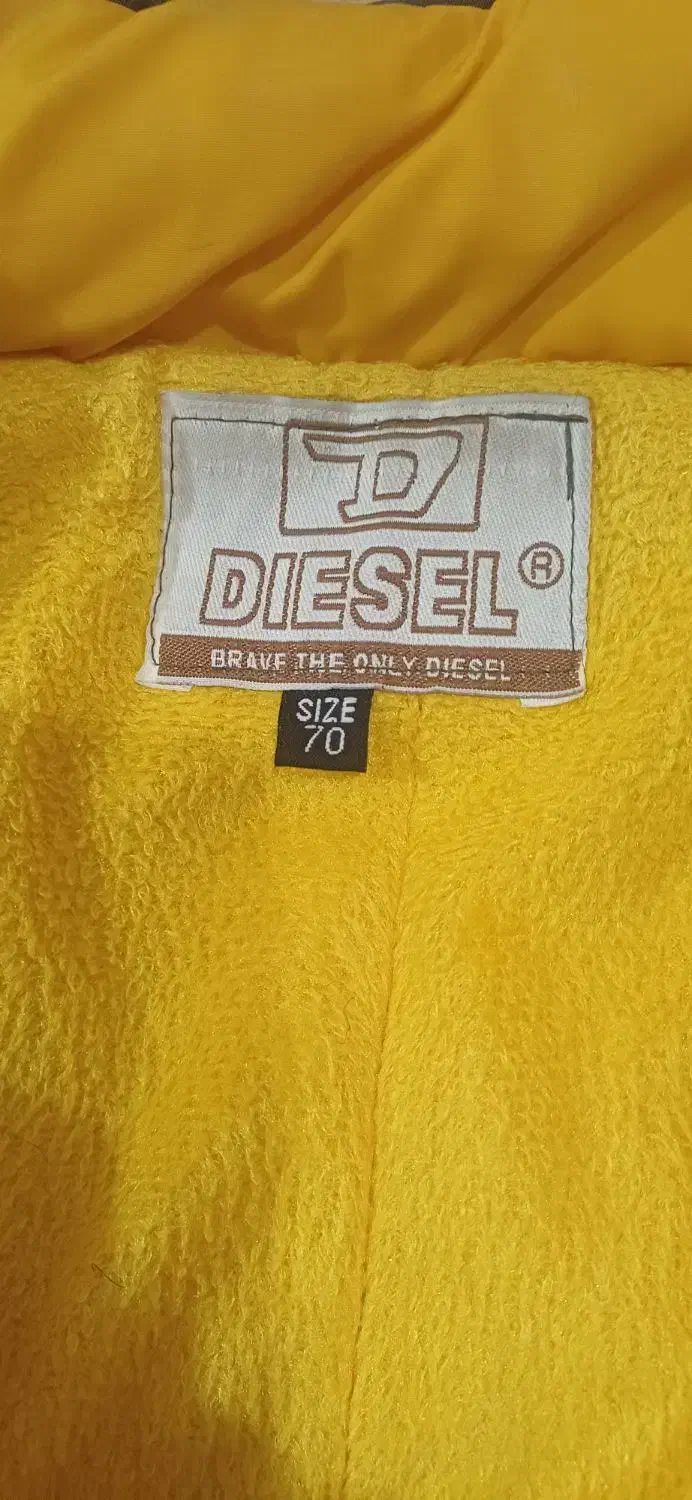 D
DIESEL®
BRAVE THE ONLY DIESEL
SIZE
70